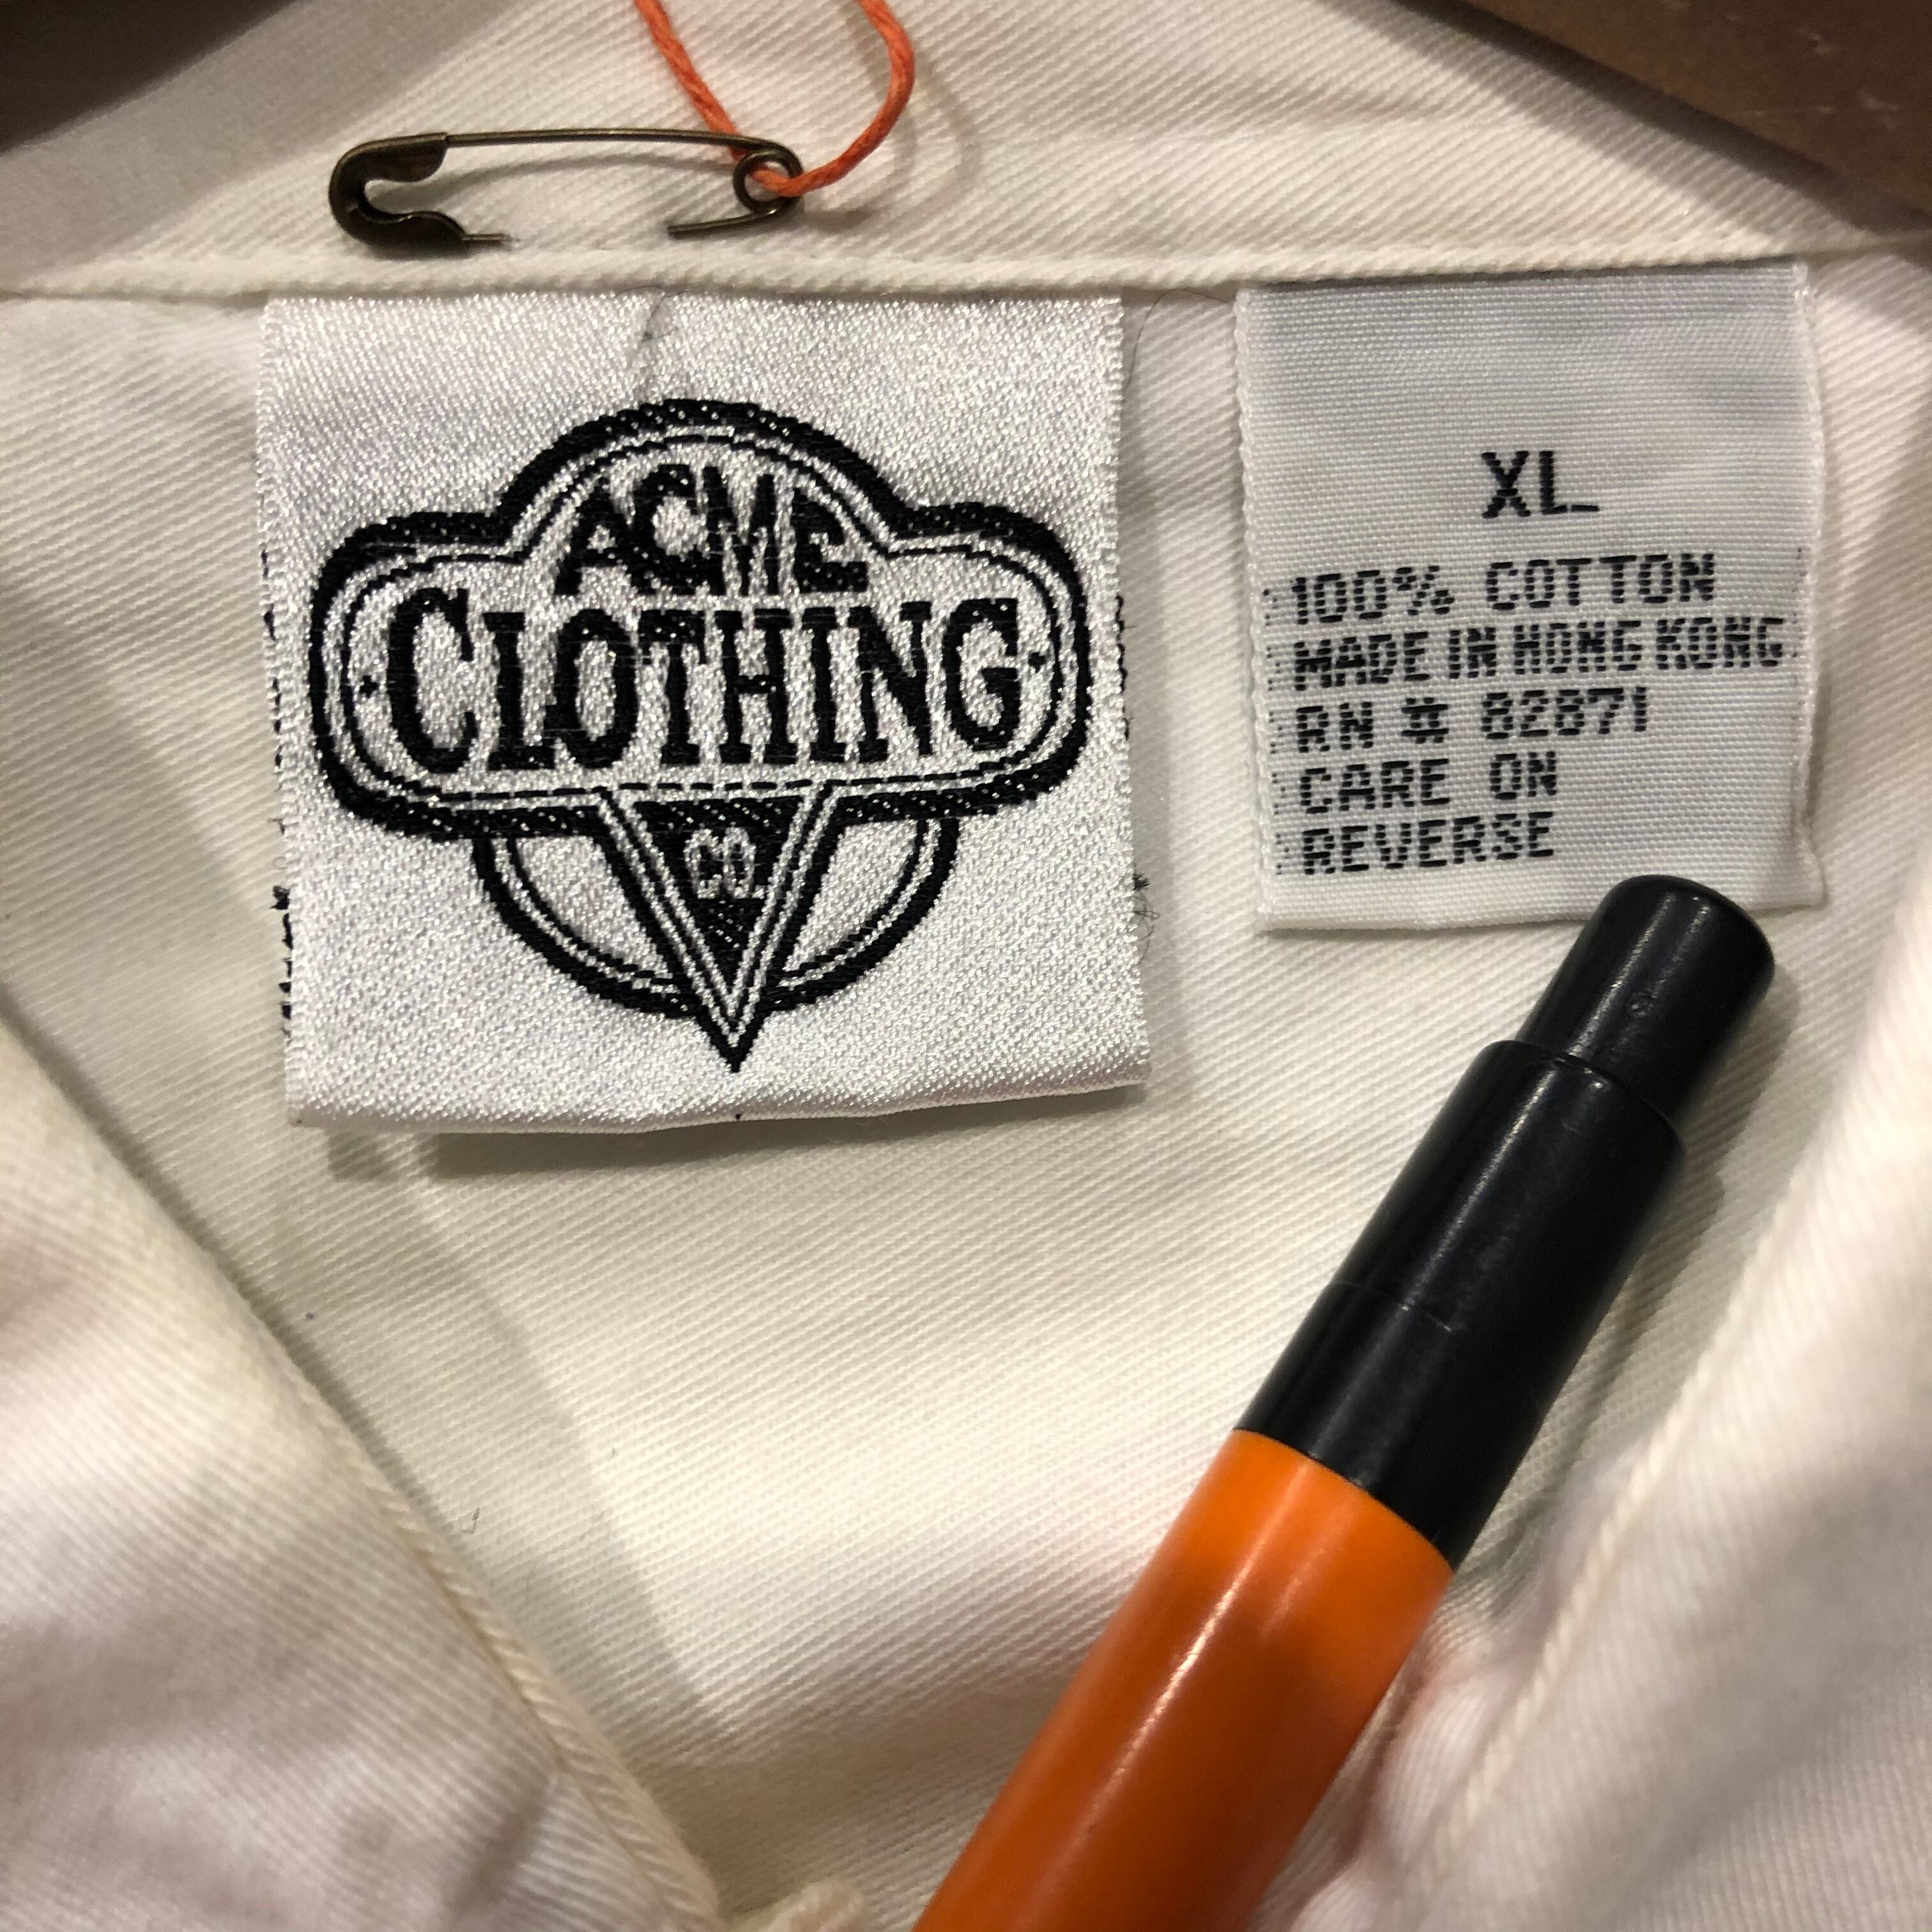 ACME
CLOTHING
CO.
XL
100% COTTON
MADE IN HONG KONG
RN # 82871
CARE ON
REVERSE